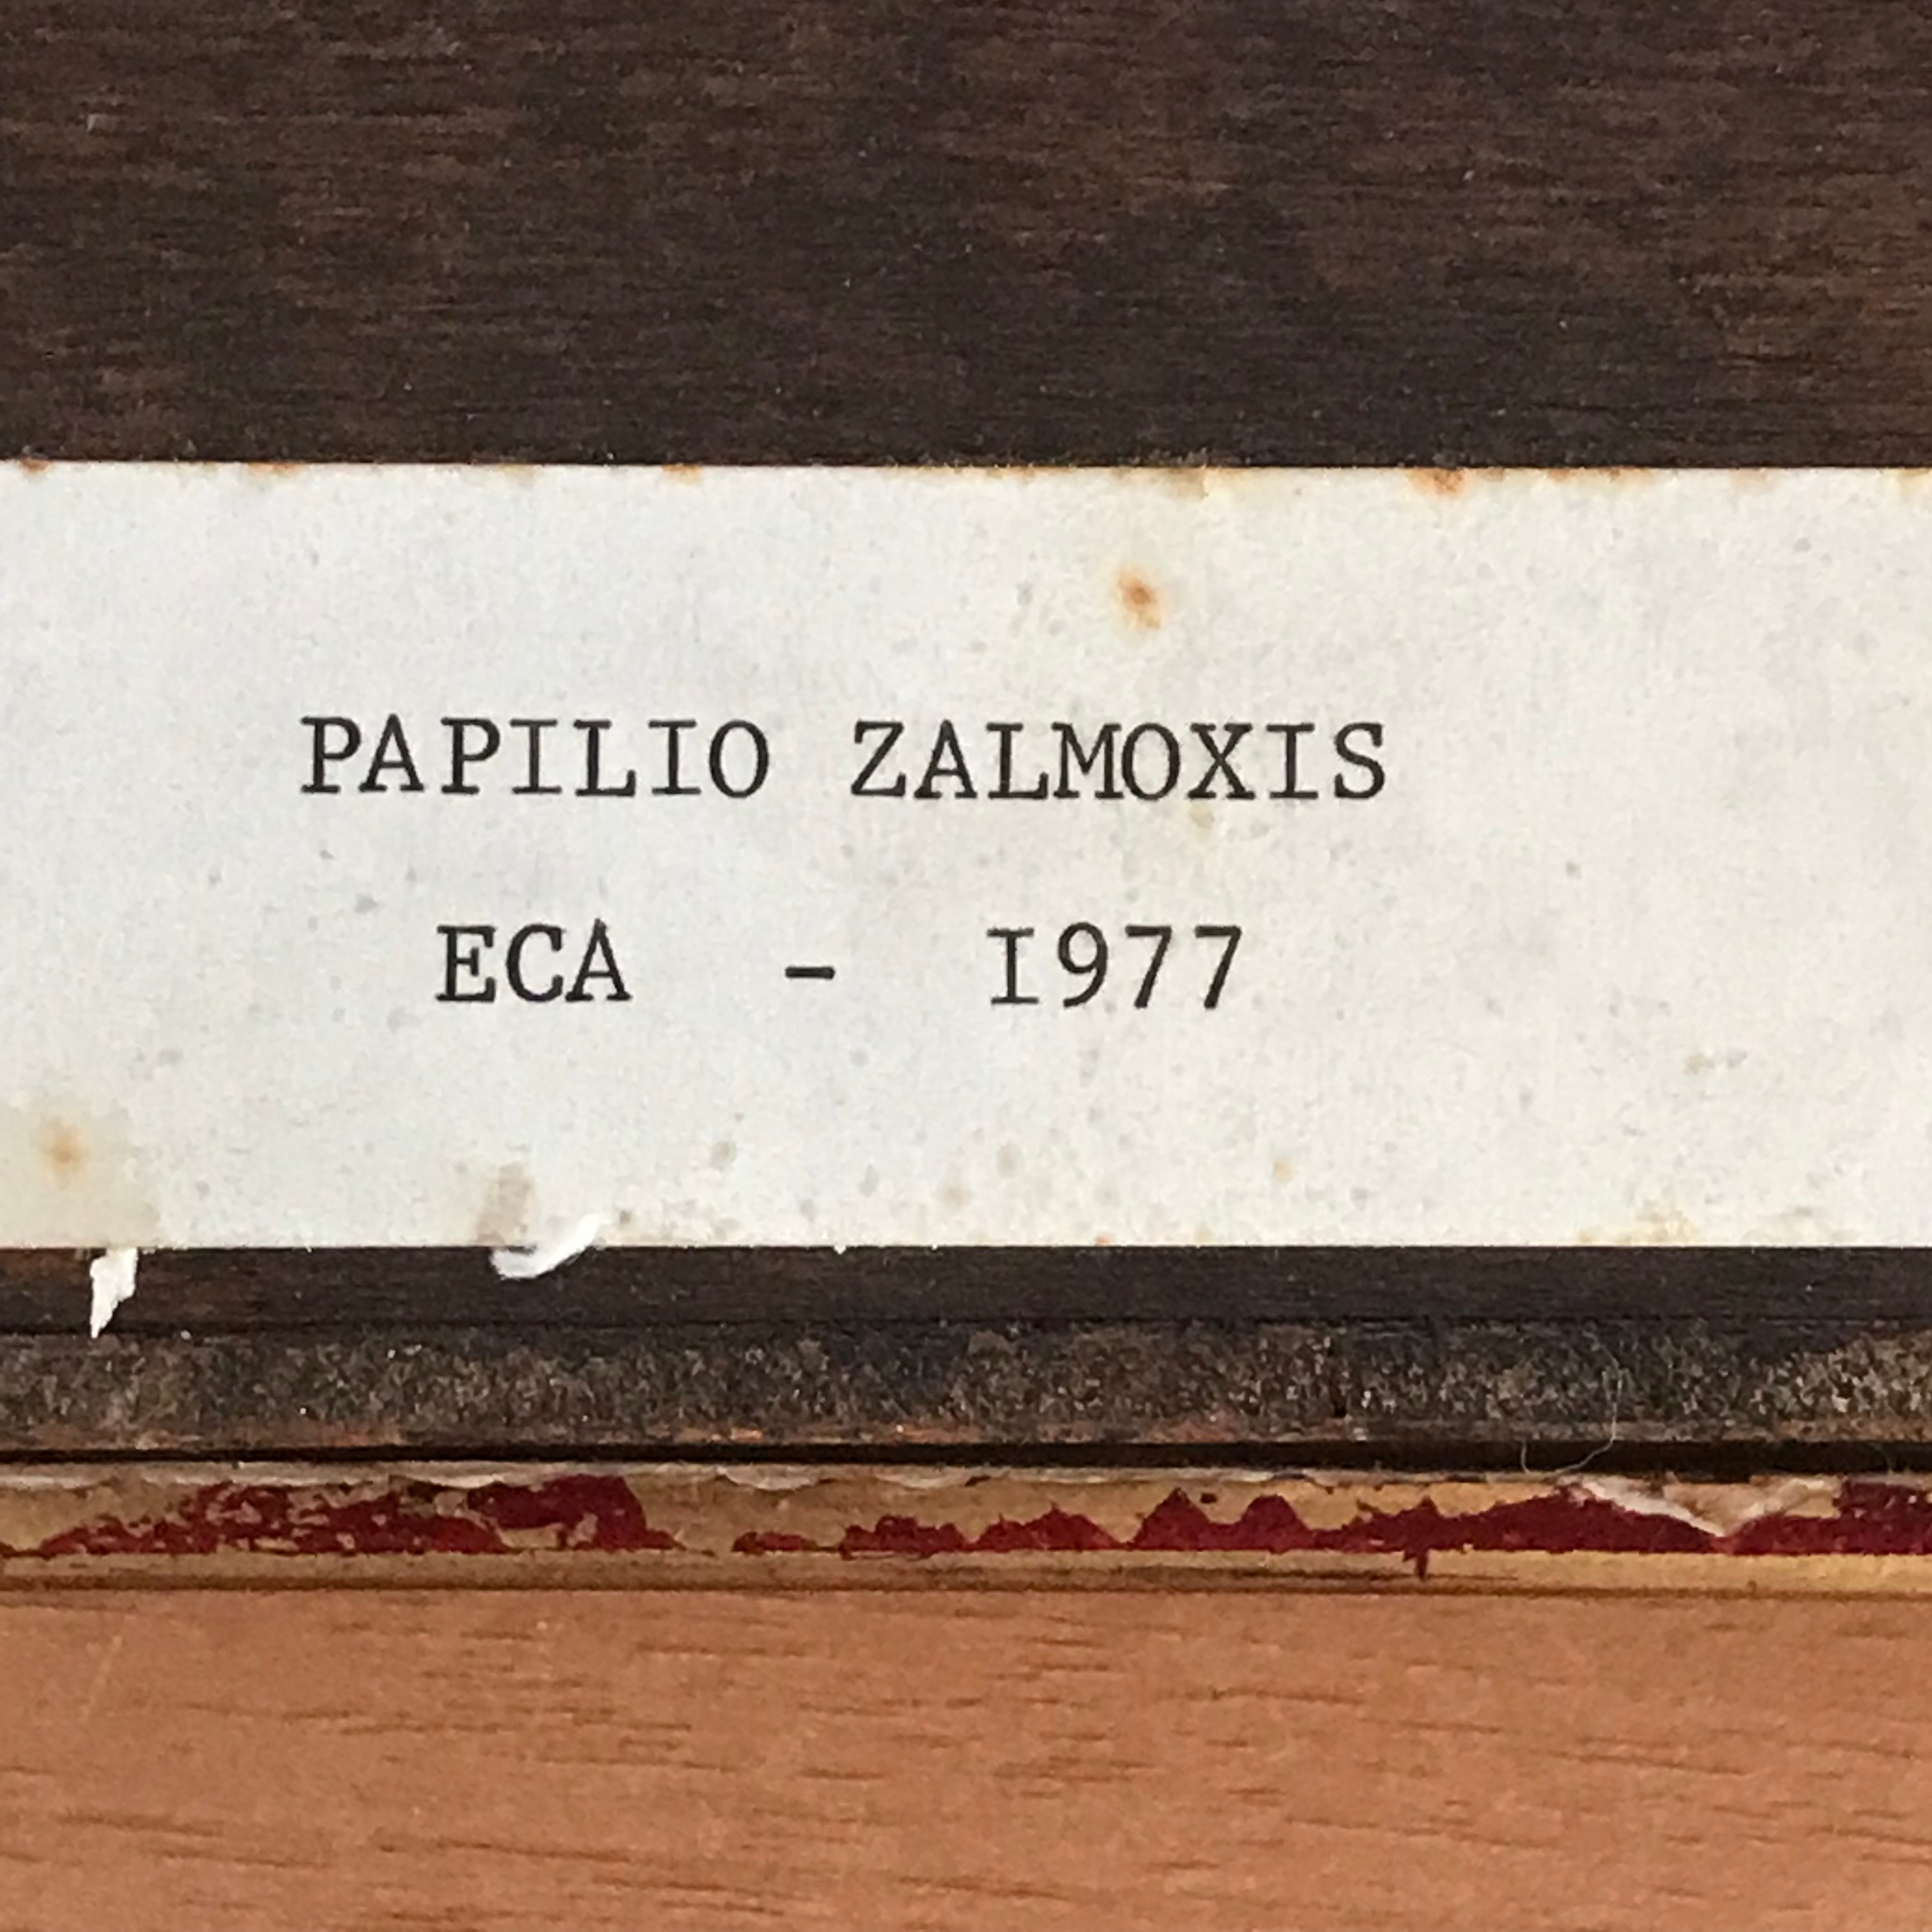 PAPILIO ZALMOXIS
ECA - I977